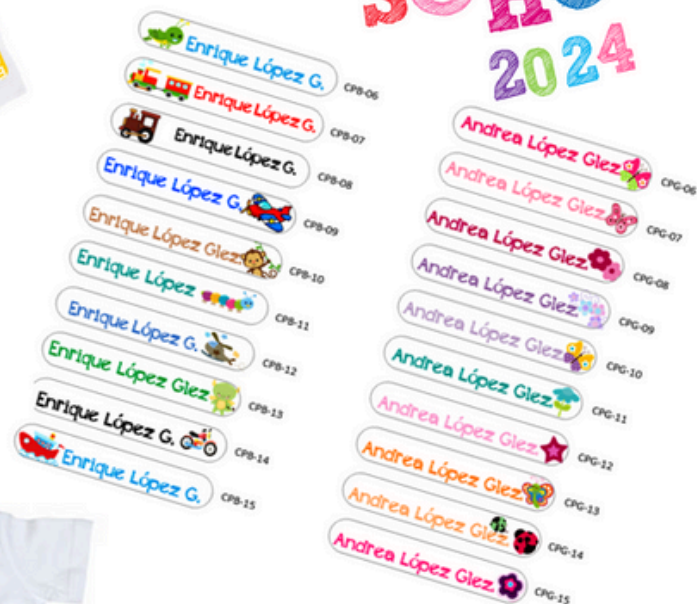 2024
Enrique López G. CPB-06
Enrique López G. CPB-07
Enrique López G. CPB-08
Enrique López G. CPB-09
Enrique López Glez CPB-10
Enrique López CPB-11
Enrique López G. CPB-12
Enrique López Glez CPB-13
Enrique López G. CPB-14
Enrique López G. CPB-15
Andrea López Glez CPG-06
Andrea López Glez CPG-07
Andrea López Glez CPG-08
Andrea López Glez CPG-09
Andrea López Glez CPG-10
Andrea López Glez CPG-11
Andrea López Glez CPG-12
Andrea López Glez CPG-13
Andrea López Glez CPG-14
Andrea López Glez CPG-15